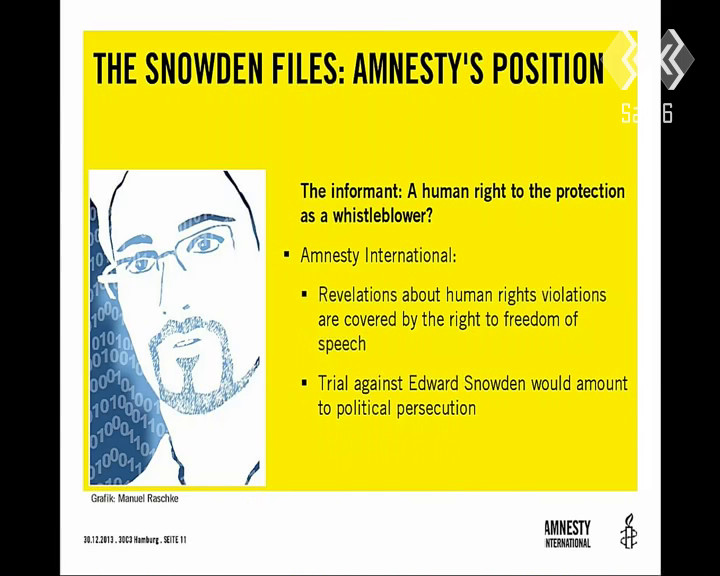 THE SNOWDEN FILES: AMNESTY'S POSITION
The informant: A human right to the protection
as a whistleblower?
Amnesty International:
Revelations about human rights violations
are covered by the right to freedom of
speech
Trial against Edward Snowden would amount
to political persecution
Grafik: Manuel Raschke
30.12.2013 . 30C3 Hamburg . SEITE 11
AMNESTY
INTERNATIONAL